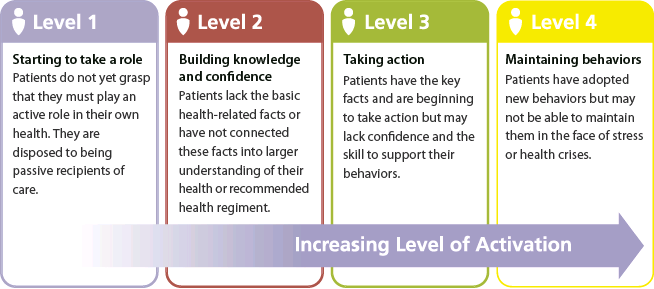 Level 1
Starting to take a role
Patients do not yet grasp
that they must play an
active role in their own
health. They are
disposed to being
passive recipients of
care.
Level 2
Building knowledge
and confidence
Patients lack the basic
health-related facts or
have not connected
these facts into larger
understanding of their
health or recommended
health regiment.
Level 3
Taking action
Patients have the key
facts and are beginning
to take action but may
lack confidence and the
skill to support their
behaviors.
Level 4
Maintaining behaviors
Patients have adopted
new behaviors but may
not be able to maintain
them in the face of stress
or health crises.
Increasing Level of Activation